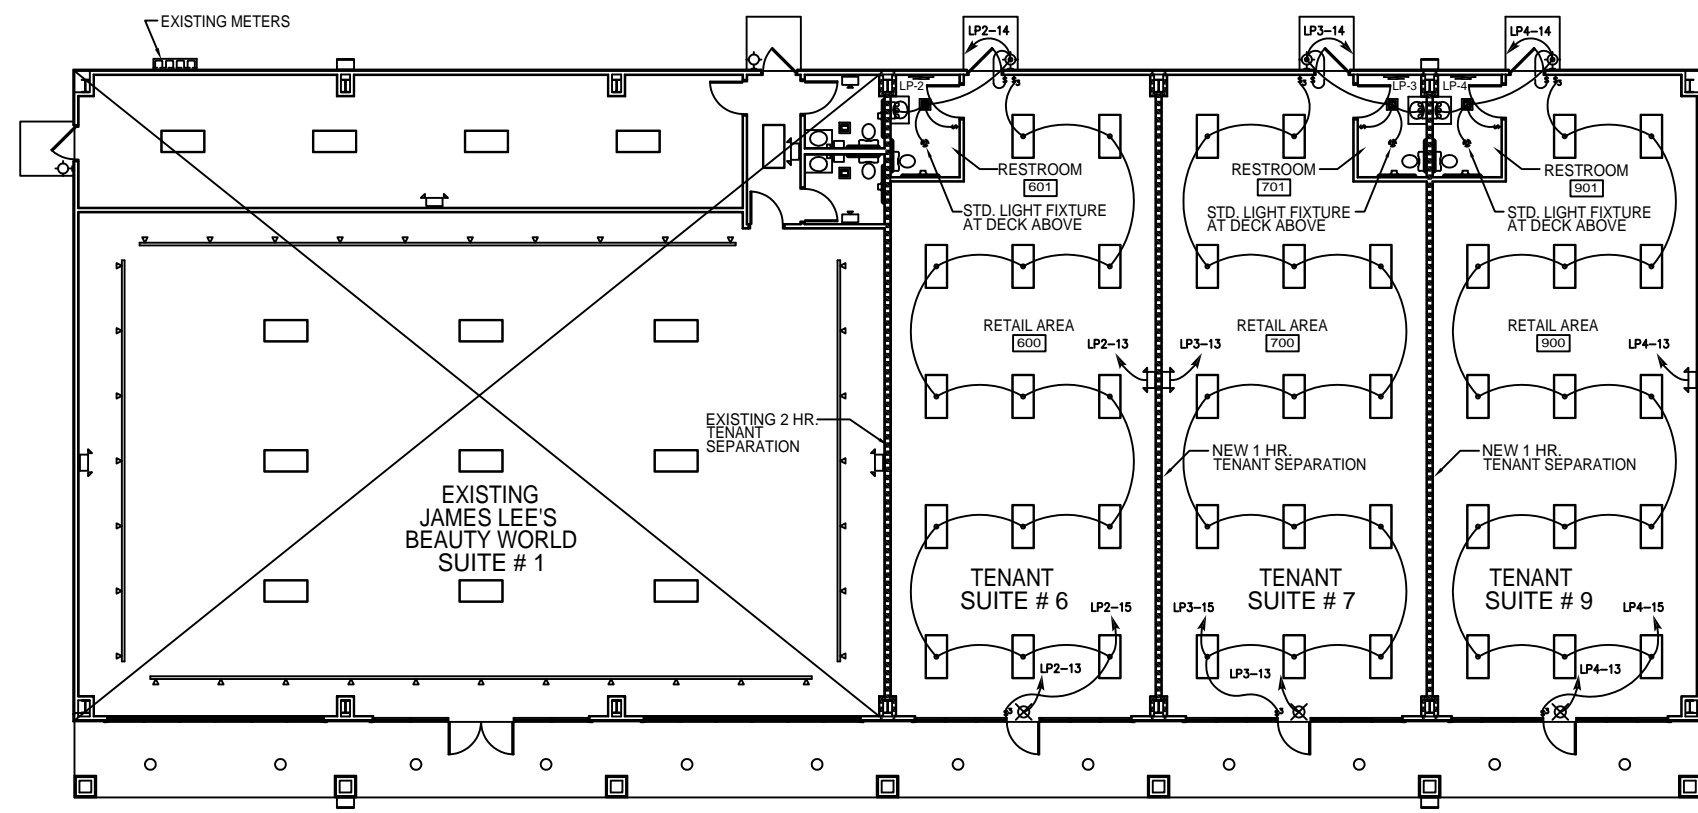 EXISTING METERS
LP2-14
LP3-14
LP4-14
LP-2
LP-3
LP-4
RESTROOM
601
RESTROOM
701
RESTROOM
901
STD. LIGHT FIXTURE
AT DECK ABOVE
STD. LIGHT FIXTURE
AT DECK ABOVE
STD. LIGHT FIXTURE
AT DECK ABOVE
RETAIL AREA
600
RETAIL AREA
700
RETAIL AREA
900
LP2-13
LP3-13
LP4-13
EXISTING 2 HR.
TENANT
SEPARATION
NEW 1 HR.
TENANT SEPARATION
NEW 1 HR.
TENANT SEPARATION
EXISTING
JAMES LEE'S
BEAUTY WORLD
SUITE # 1
TENANT
SUITE # 6
TENANT
SUITE # 7
TENANT
SUITE # 9
LP2-15
LP3-15
LP4-15
LP2-13
LP3-13
LP4-13